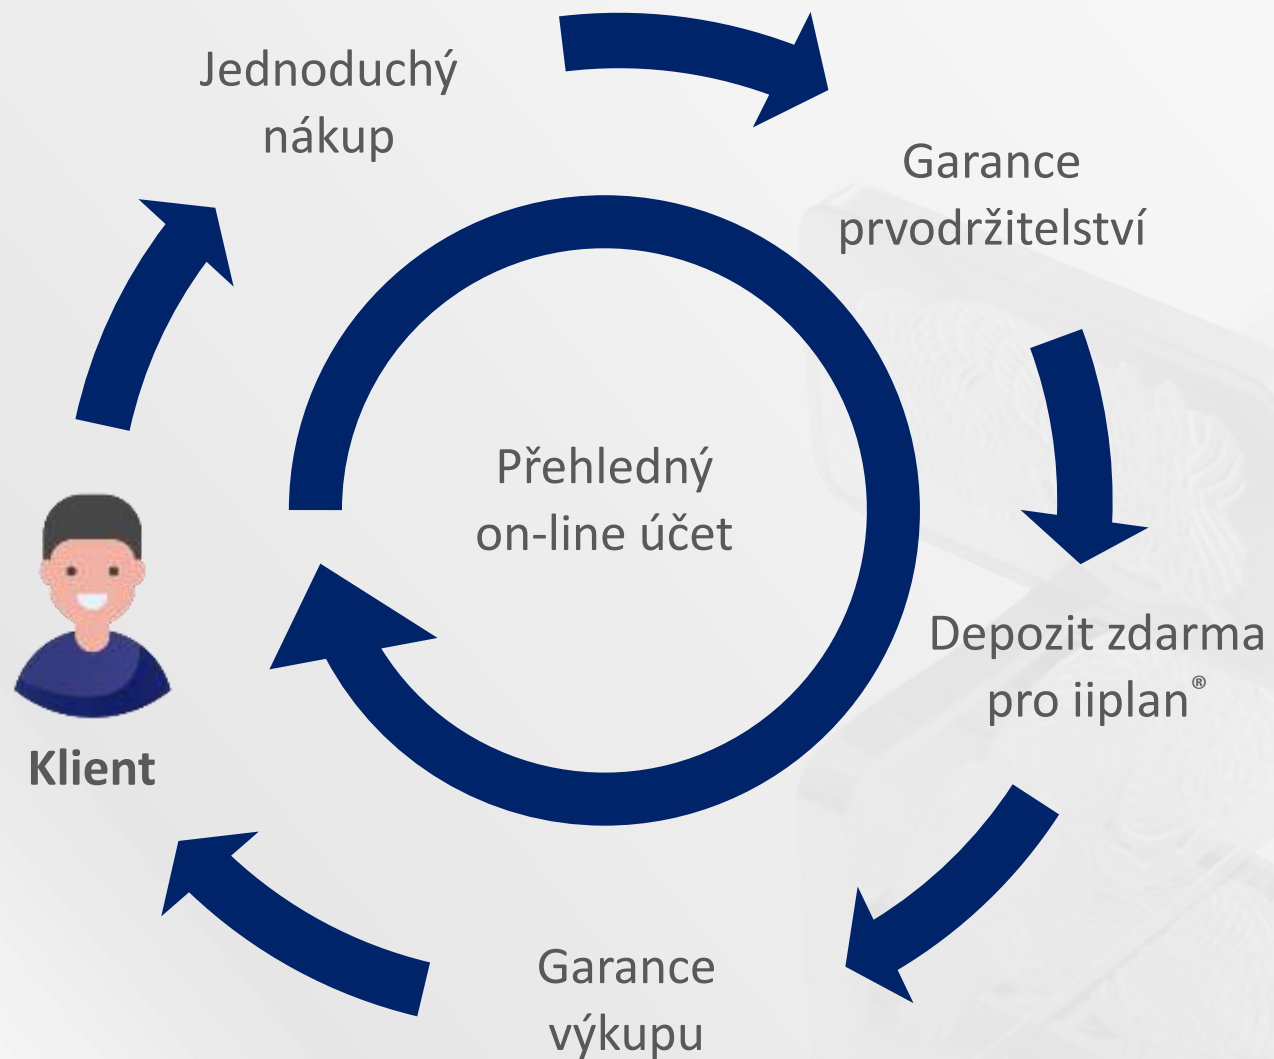 Jednoduchý
nákup
Garance
prvodržitelství
Přehledný
on-line účet
Depozit zdarma
pro iiplan®
Klient
Garance
výkupu